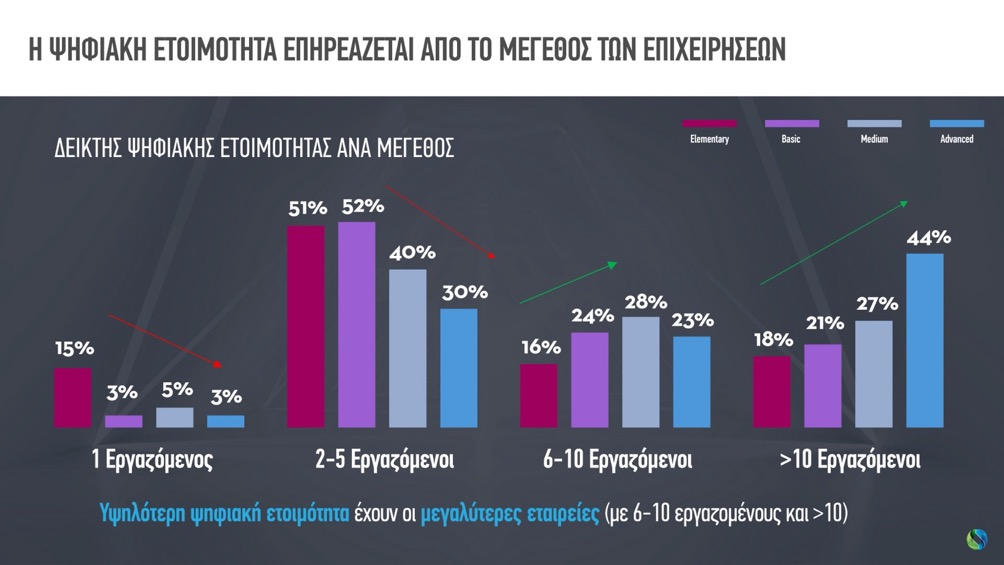 Η ΨΗΦΙΑΚΗ ΕΤΟΙΜΟΤΗΤΑ ΕΠΗΡΕΑΖΕΤΑΙ ΑΠΟ ΤΟ ΜΕΓΕΘΟΣ ΤΩΝ ΕΠΙΧΕΙΡΗΣΕΩΝ
ΔΕΙΚΤΗΣ ΨΗΦΙΑΚΗΣ ΕΤΟΙΜΟΤΗΤΑΣ ΑΝΑ ΜΕΓΕΘΟΣ
Elementary Basic Medium Advanced
15% 3% 5% 3%
51% 52% 40% 30%
16% 24% 28% 23%
18% 21% 27% 44%
1 Εργαζόμενος 2-5 Εργαζόμενοι 6-10 Εργαζόμενοι >10 Εργαζόμενοι
Υψηλότερη ψηφιακή ετοιμότητα έχουν οι μεγαλύτερες εταιρείες (με 6-10 εργαζομένους και >10)